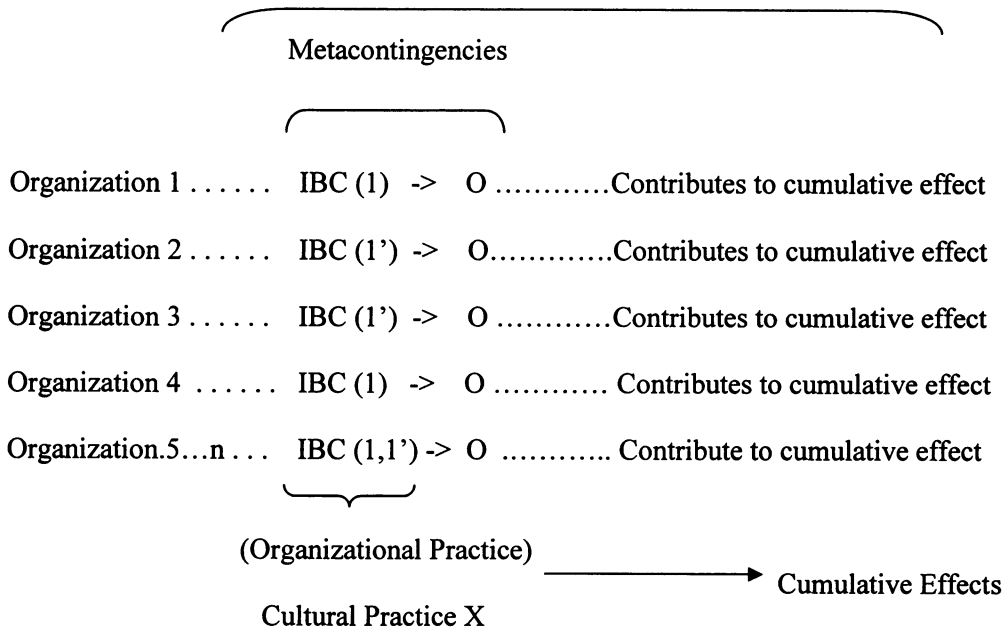 Metacontingencies
Organization 1 . . . . . . IBC (1) -> O ............Contributes to cumulative effect
Organization 2 . . . . . . IBC (1’) -> O.............Contributes to cumulative effect
Organization 3 . . . . . . IBC (1’) -> O ............Contributes to cumulative effect
Organization 4 . . . . . . IBC (1) -> O ............ Contributes to cumulative effect
Organization.5…n . . . IBC (1,1’) -> O ........... Contribute to cumulative effect
(Organizational Practice)
Cumulative Effects
Cultural Practice X